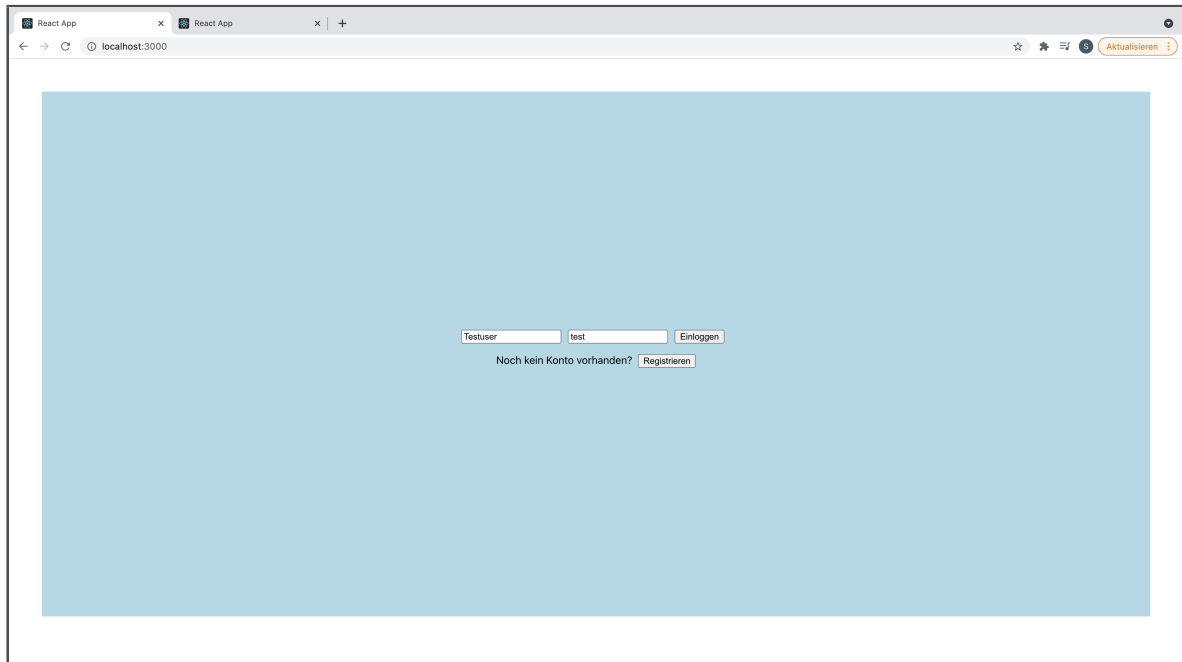 React App React App
localhost:3000 S Aktualisieren
Testuser test Einloggen
Noch kein Konto vorhanden? Registrieren